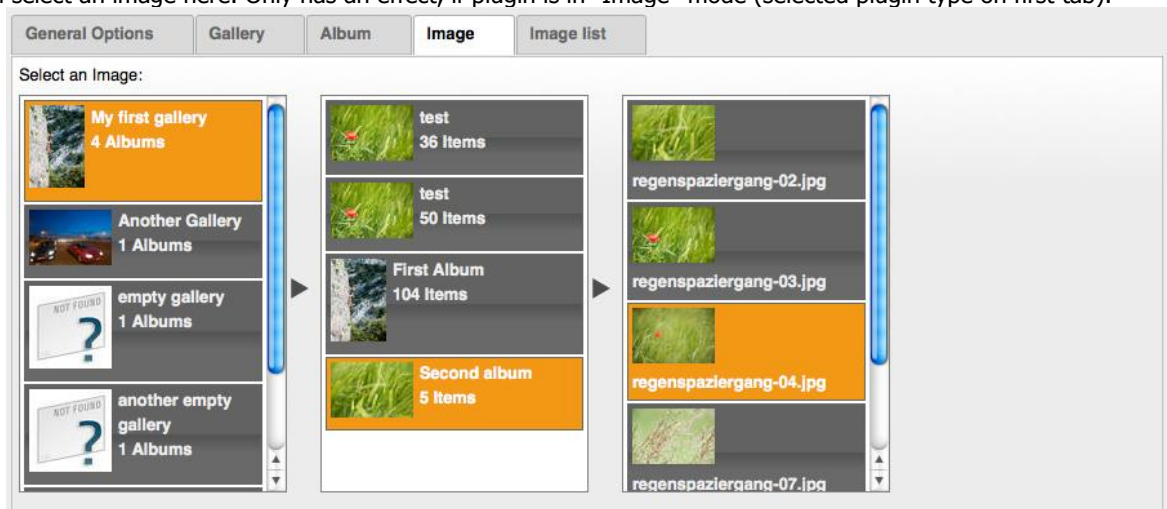 select an image here. Only has an effect, if plugin is in "Image" mode (selected plugin type on first tab).
General Options Gallery Album Image Image list
Select an Image:
My first gallery
4 Albums
Another Gallery
1 Albums
NOT FOUND
empty gallery
1 Albums
NOT FOUND
another empty
gallery
1 Albums
test
36 Items
test
50 Items
First Album
104 Items
Second album
5 Items
regenspaziergang-02.jpg
regenspaziergang-03.jpg
regenspaziergang-04.jpg
regenspaziergang-07.jpg